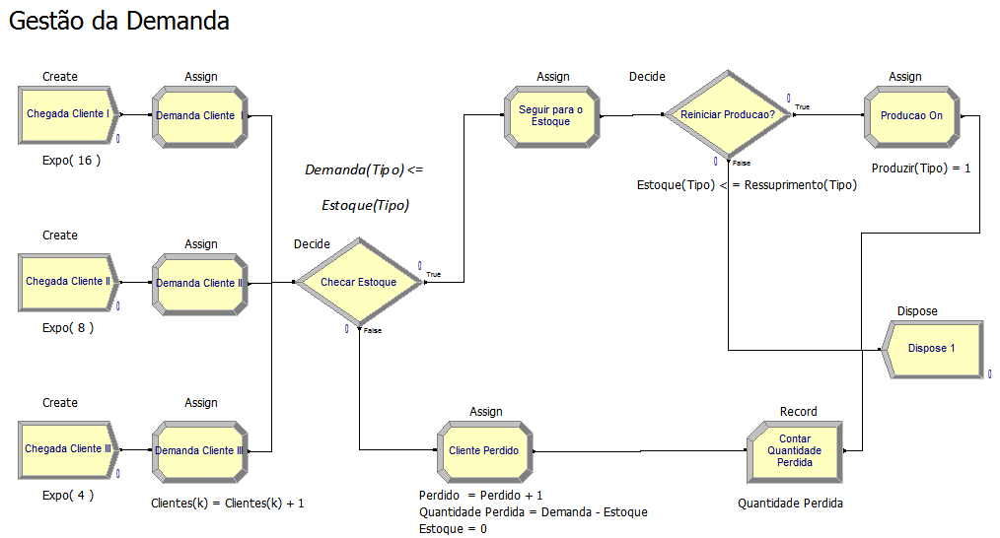 Gestão da Demanda
Create
Chegada Cliente I
0
Expo( 16 )
Assign
Demanda Cliente I
Create
Chegada Cliente II
0
Expo( 8 )
Assign
Demanda Cliente II
Create
Chegada Cliente III
0
Expo( 4 )
Assign
Demanda Cliente III
Clientes(k) = Clientes(k) + 1
Demanda(Tipo) <=
Estoque(Tipo)
Decide
Checar Estoque
0
True
0
False
Assign
Seguir para o
Estoque
Decide
Reiniciar Producao?
0
True
0
False
Estoque(Tipo) < = Ressuprimento(Tipo)
Assign
Producao On
Produzir(Tipo) = 1
Dispose
Dispose 1
0
Assign
Cliente Perdido
Perdido = Perdido + 1
Quantidade Perdida = Demanda - Estoque
Estoque = 0
Record
Contar
Quantidade
Perdida
Quantidade Perdida